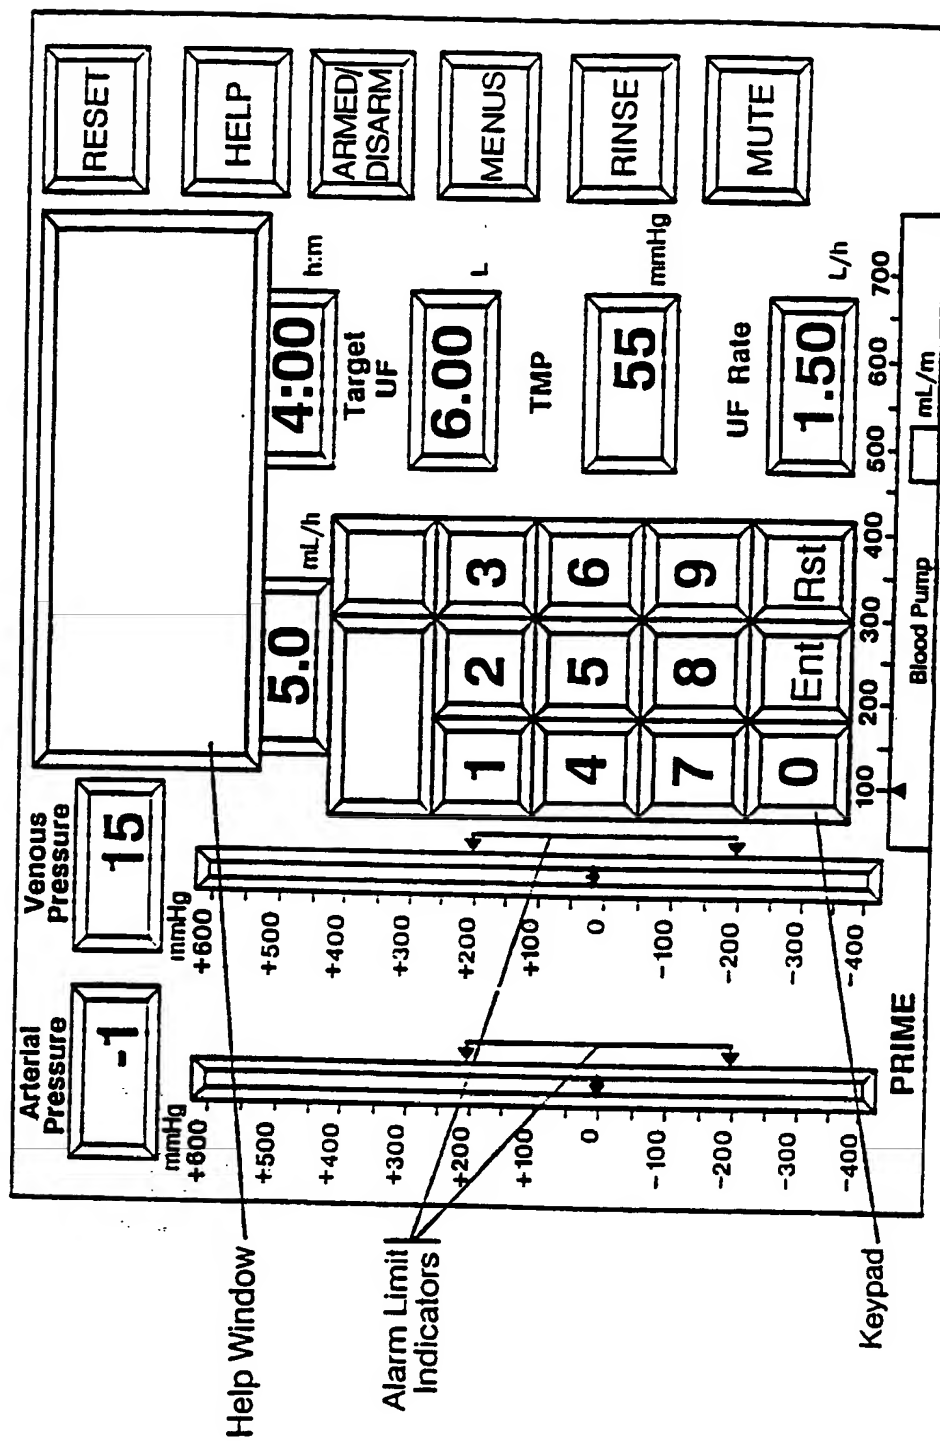 Arterial
Pressure
-1
mmHg
+600
+500
+400
+300
+200
+100
0
-100
-200
-300
-400
Venous
Pressure
15
mmHg
+600
+500
+400
+300
+200
+100
0
-100
-200
-300
-400
PRIME
5.0
mL/h
4:00
h:m
Target
UF
6.00
L
TMP
55
mmHg
UF Rate
1.50
L/h
1 2 3
4 5 6
7 8 9
0 Ent Rst
100 200 300 400 500 600 700
Blood Pump
mL/m
RESET
HELP
ARMED/
DISARM
MENUS
RINSE
MUTE
Help Window
Alarm Limit
Indicators
Keypad